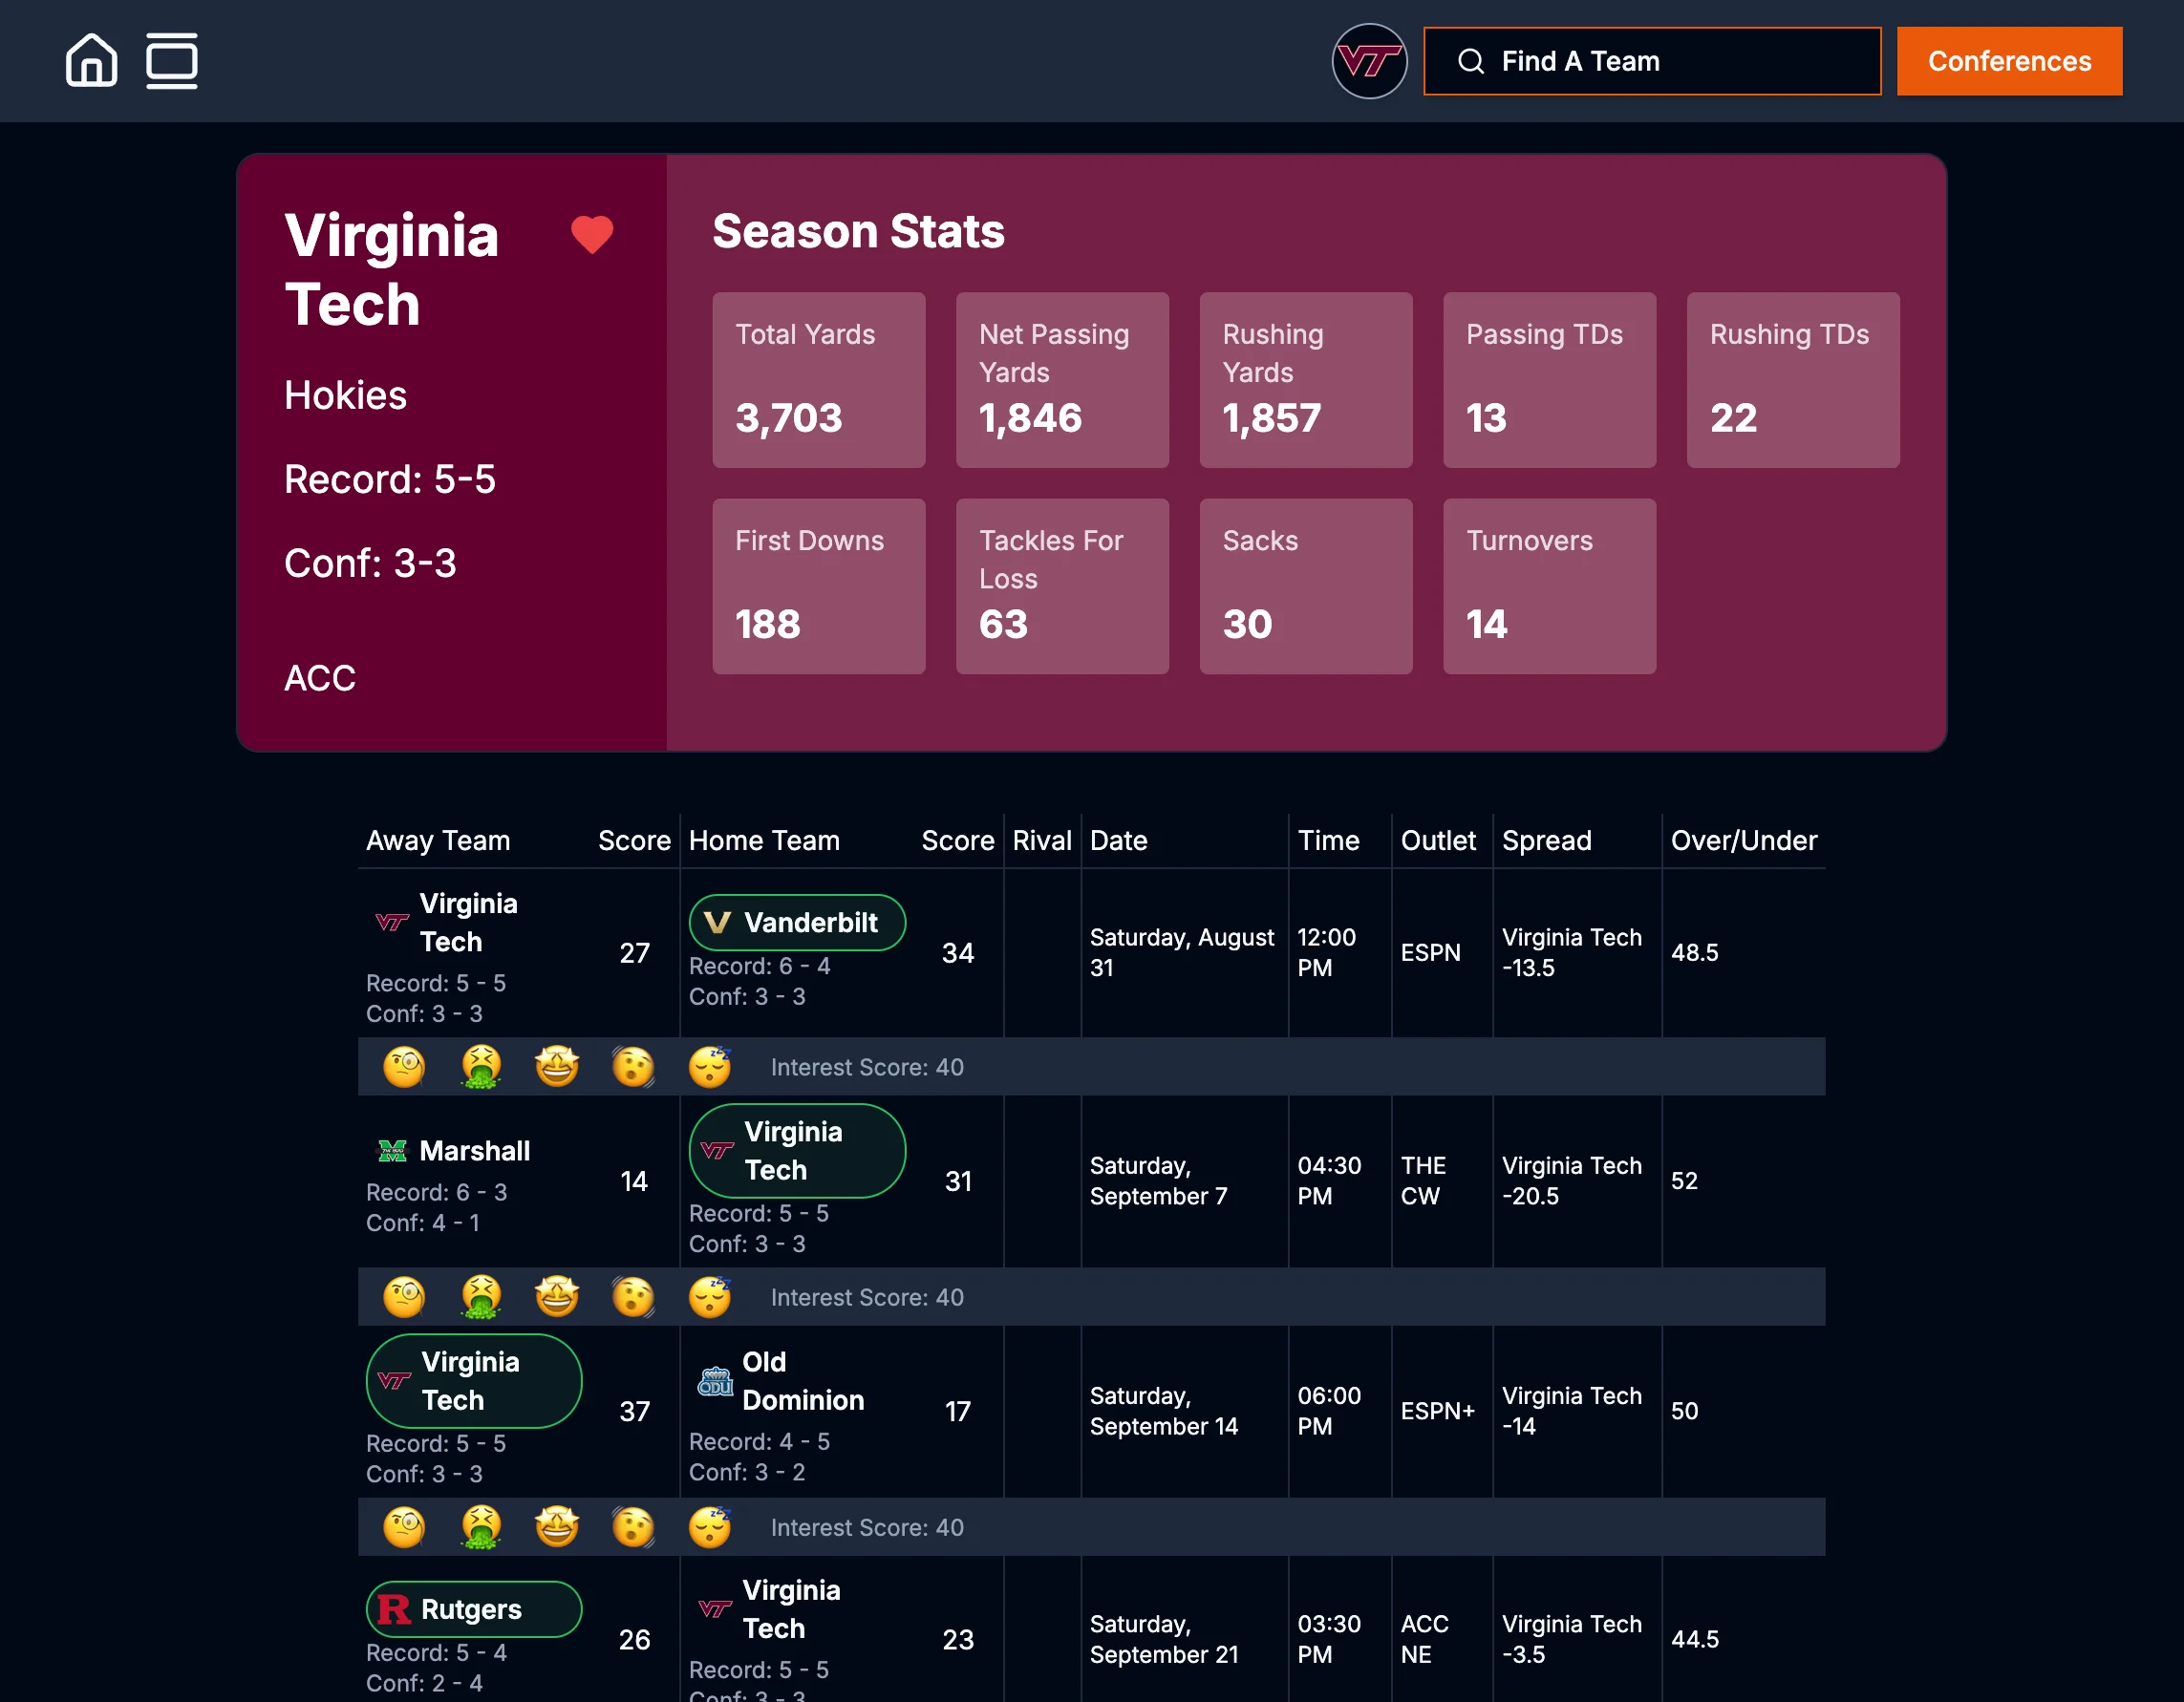 VT
Find A Team
Conferences
Virginia
Tech
Hokies
Record: 5-5
Conf: 3-3
ACC
Season Stats
Total Yards
3,703
Net Passing
Yards
1,846
Rushing
Yards
1,857
Passing TDs
13
Rushing TDs
22
First Downs
188
Tackles For
Loss
63
Sacks
30
Turnovers
14
Away Team Score Home Team Score Rival Date Time Outlet Spread Over/Under
VT Virginia
Tech
Record: 5 - 5
Conf: 3 - 3
27
V Vanderbilt
Record: 6 - 4
Conf: 3 - 3
34
Saturday, August
31
12:00
PM
ESPN
Virginia Tech
-13.5
48.5
Interest Score: 40
M Marshall
Record: 6 - 3
Conf: 4 - 1
14
VT Virginia
Tech
Record: 5 - 5
Conf: 3 - 3
31
Saturday,
September 7
04:30
PM
THE
CW
Virginia Tech
-20.5
52
Interest Score: 40
VT Virginia
Tech
Record: 5 - 5
Conf: 3 - 3
37
ODU Old
Dominion
Record: 4 - 5
Conf: 3 - 2
17
Saturday,
September 14
06:00
PM
ESPN+
Virginia Tech
-14
50
Interest Score: 40
R Rutgers
Record: 5 - 4
Conf: 2 - 4
26
VT Virginia
Tech
Record: 5 - 5
Conf: 3 - 3
23
Saturday,
September 21
03:30
PM
ACC
NE
Virginia Tech
-3.5
44.5